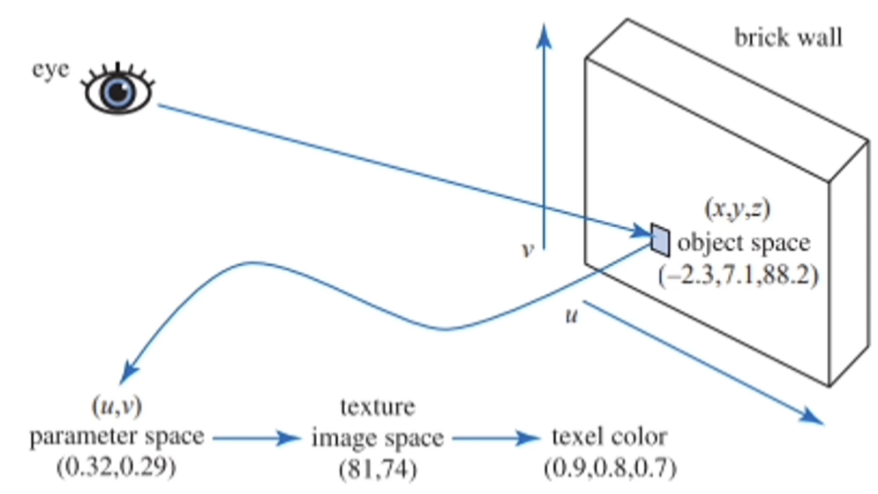 brick wall
eye
(x,y,z)
object space
(–2.3,7.1,88.2)
v
u
(u,v)
parameter space
(0.32,0.29)
texture
image space
(81,74)
texel color
(0.9,0.8,0.7)